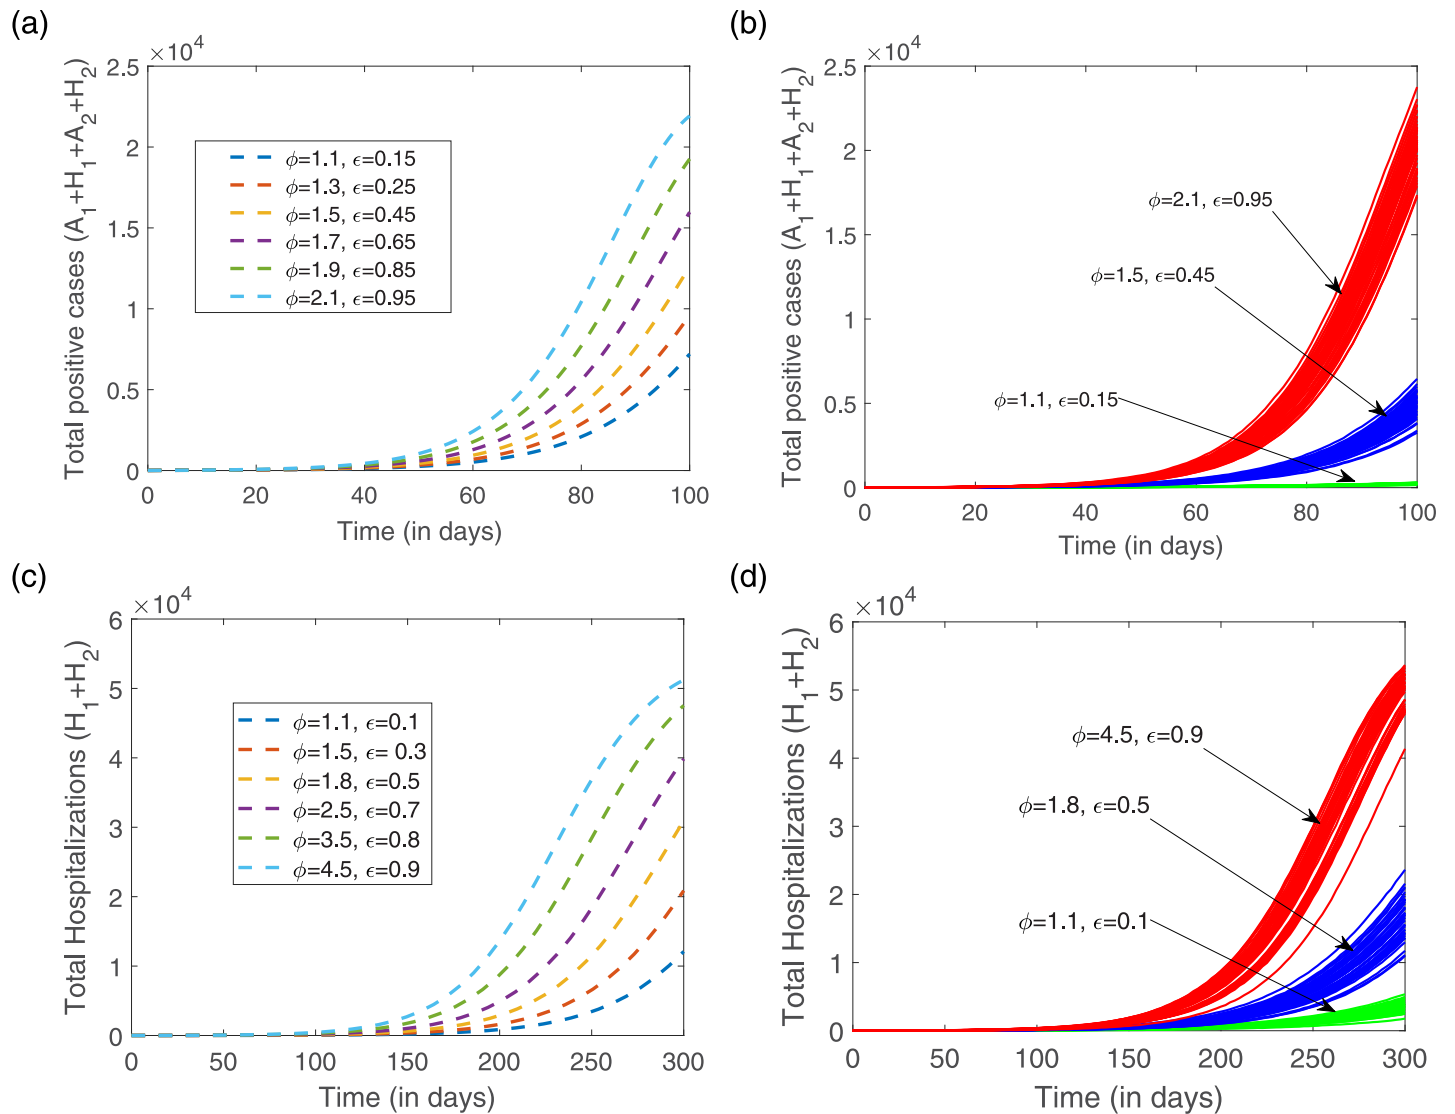 (a)
×10⁴
2.5
2
1.5
1
0.5
0
0 20 40 60 80 100
Time (in days)
Total positive cases (A₁+H₁+A₂+H₂)
ϕ=1.1, ϵ=0.15
ϕ=1.3, ϵ=0.25
ϕ=1.5, ϵ=0.45
ϕ=1.7, ϵ=0.65
ϕ=1.9, ϵ=0.85
ϕ=2.1, ϵ=0.95
(b)
×10⁴
2.5
2
1.5
1
0.5
0
0 20 40 60 80 100
Time (in days)
Total positive cases (A₁+H₁+A₂+H₂)
ϕ=2.1, ϵ=0.95
ϕ=1.5, ϵ=0.45
ϕ=1.1, ϵ=0.15
(c)
×10⁴
6
5
4
3
2
1
0
0 50 100 150 200 250 300
Time (in days)
Total Hospitalizations (H₁+H₂)
ϕ=1.1, ϵ=0.1
ϕ=1.5, ϵ= 0.3
ϕ=1.8, ϵ=0.5
ϕ=2.5, ϵ=0.7
ϕ=3.5, ϵ=0.8
ϕ=4.5, ϵ=0.9
(d)
×10⁴
6
5
4
3
2
1
0
0 50 100 150 200 250 300
Time (in days)
Total Hospitalizations (H₁+H₂)
ϕ=4.5, ϵ=0.9
ϕ=1.8, ϵ=0.5
ϕ=1.1, ϵ=0.1